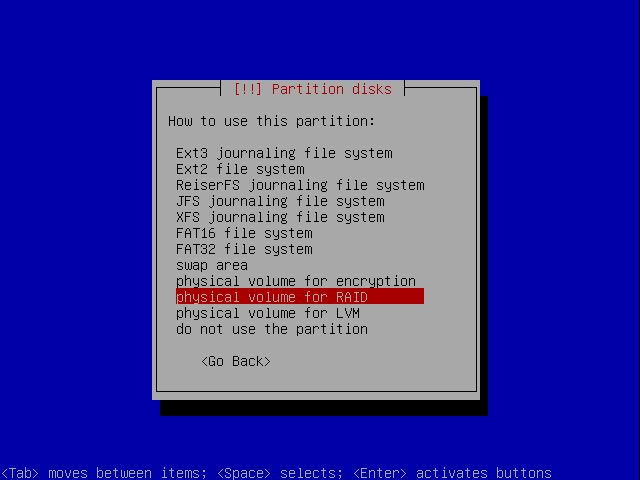 [!!] Partition disks
How to use this partition:
Ext3 journaling file system
Ext2 file system
ReiserFS journaling file system
JFS journaling file system
XFS journaling file system
FAT16 file system
FAT32 file system
swap area
physical volume for encryption
physical volume for RAID
physical volume for LVM
do not use the partition
<Go Back>
<Tab> moves between items; <Space> selects; <Enter> activates buttons